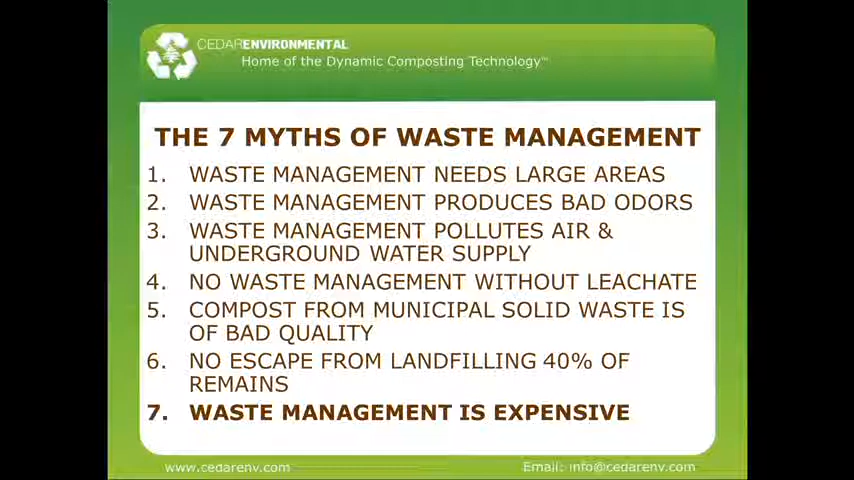 CEDARENVIRONMENTAL
Home of the Dynamic Composting Technology™
THE 7 MYTHS OF WASTE MANAGEMENT
1. WASTE MANAGEMENT NEEDS LARGE AREAS
2. WASTE MANAGEMENT PRODUCES BAD ODORS
3. WASTE MANAGEMENT POLLUTES AIR &
UNDERGROUND WATER SUPPLY
4. NO WASTE MANAGEMENT WITHOUT LEACHATE
5. COMPOST FROM MUNICIPAL SOLID WASTE IS
OF BAD QUALITY
6. NO ESCAPE FROM LANDFILLING 40% OF
REMAINS
7. WASTE MANAGEMENT IS EXPENSIVE
www.cedarenv.com
Email: info@cedarenv.com